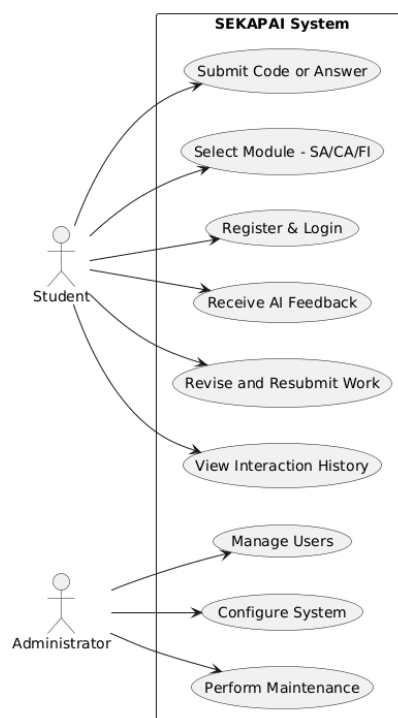 SEKAPAI System
Submit Code or Answer
Select Module - SA/CA/FI
Register & Login
Student
Receive AI Feedback
Revise and Resubmit Work
View Interaction History
Manage Users
Configure System
Administrator
Perform Maintenance